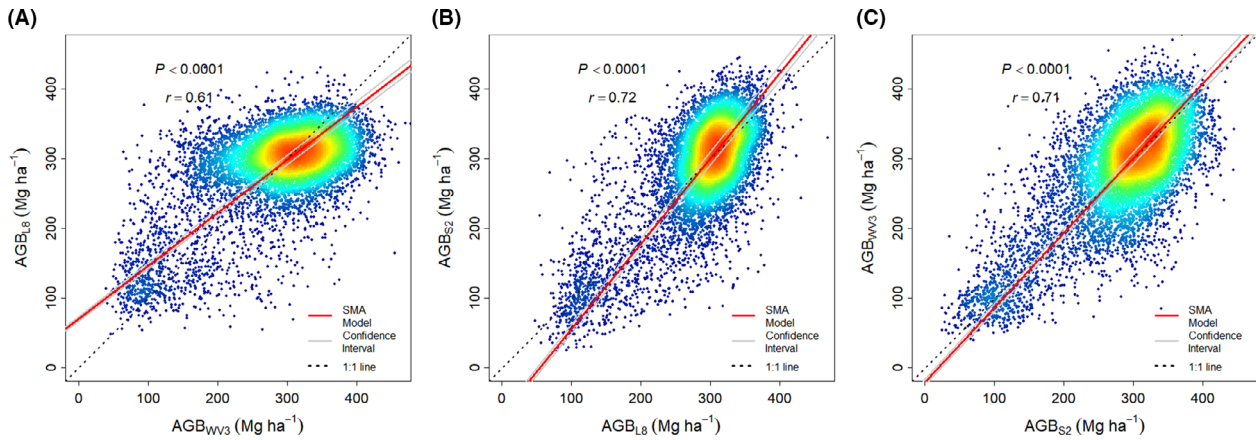 (A)
P < 0.0001
r = 0.61
AGB_L8 (Mg ha⁻¹)
400
300
200
100
0
SMA
Model
Confidence
Interval
1:1 line
0 100 200 300 400
AGB_WV3 (Mg ha⁻¹)
(B)
P < 0.0001
r = 0.72
AGB_S2 (Mg ha⁻¹)
400
300
200
100
0
SMA
Model
Confidence
Interval
1:1 line
0 100 200 300 400
AGB_L8 (Mg ha⁻¹)
(C)
P < 0.0001
r = 0.71
AGB_WV3 (Mg ha⁻¹)
400
300
200
100
0
SMA
Model
Confidence
Interval
1:1 line
0 100 200 300 400
AGB_S2 (Mg ha⁻¹)